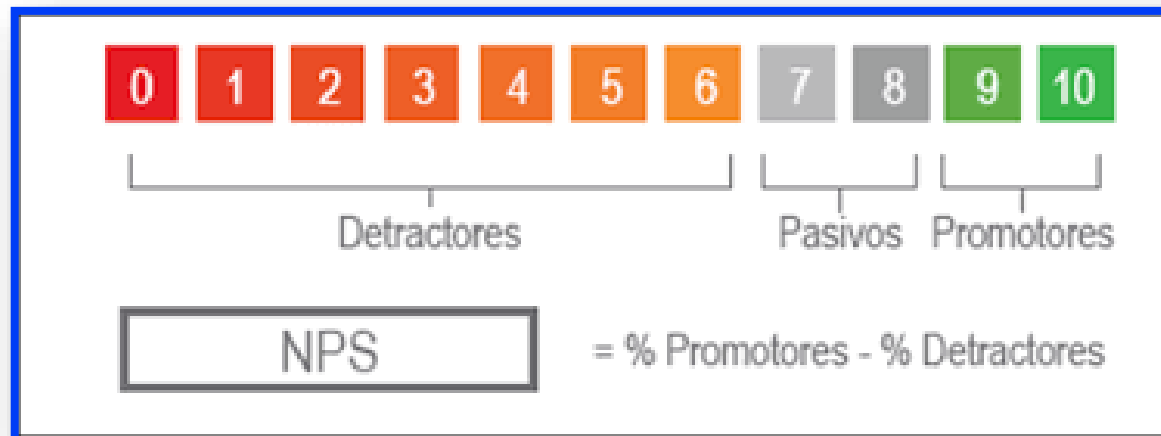 0 1 2 3 4 5 6 7 8 9 10
Detractores Pasivos Promotores
NPS = % Promotores - % Detractores